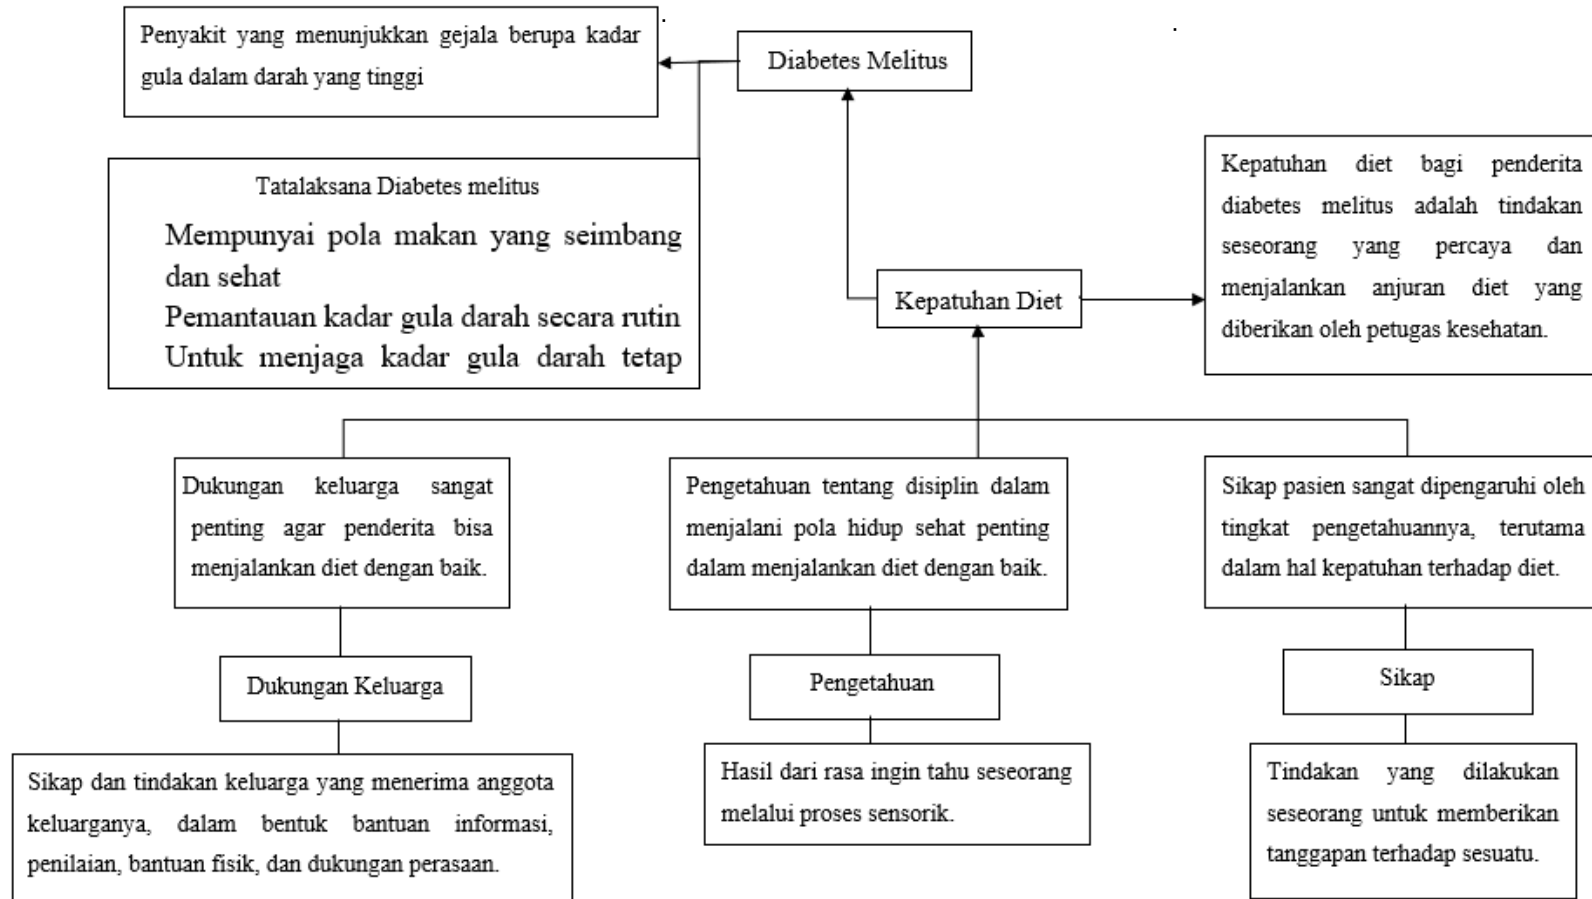 Penyakit yang menunjukkan gejala berupa kadar
gula dalam darah yang tinggi
Diabetes Melitus
Tatalaksana Diabetes melitus
Mempunyai pola makan yang seimbang
dan sehat
Pemantauan kadar gula darah secara rutin
Untuk menjaga kadar gula darah tetap
Kepatuhan Diet
Kepatuhan diet bagi penderita
diabetes melitus adalah tindakan
seseorang yang percaya dan
menjalankan anjuran diet yang
diberikan oleh petugas kesehatan.
Dukungan keluarga sangat
penting agar penderita bisa
menjalankan diet dengan baik.
Pengetahuan tentang disiplin dalam
menjalani pola hidup sehat penting
dalam menjalankan diet dengan baik.
Sikap pasien sangat dipengaruhi oleh
tingkat pengetahuannya, terutama
dalam hal kepatuhan terhadap diet.
Dukungan Keluarga
Pengetahuan
Sikap
Sikap dan tindakan keluarga yang menerima anggota
keluarganya, dalam bentuk bantuan informasi,
penilaian, bantuan fisik, dan dukungan perasaan.
Hasil dari rasa ingin tahu seseorang
melalui proses sensorik.
Tindakan yang dilakukan
seseorang untuk memberikan
tanggapan terhadap sesuatu.